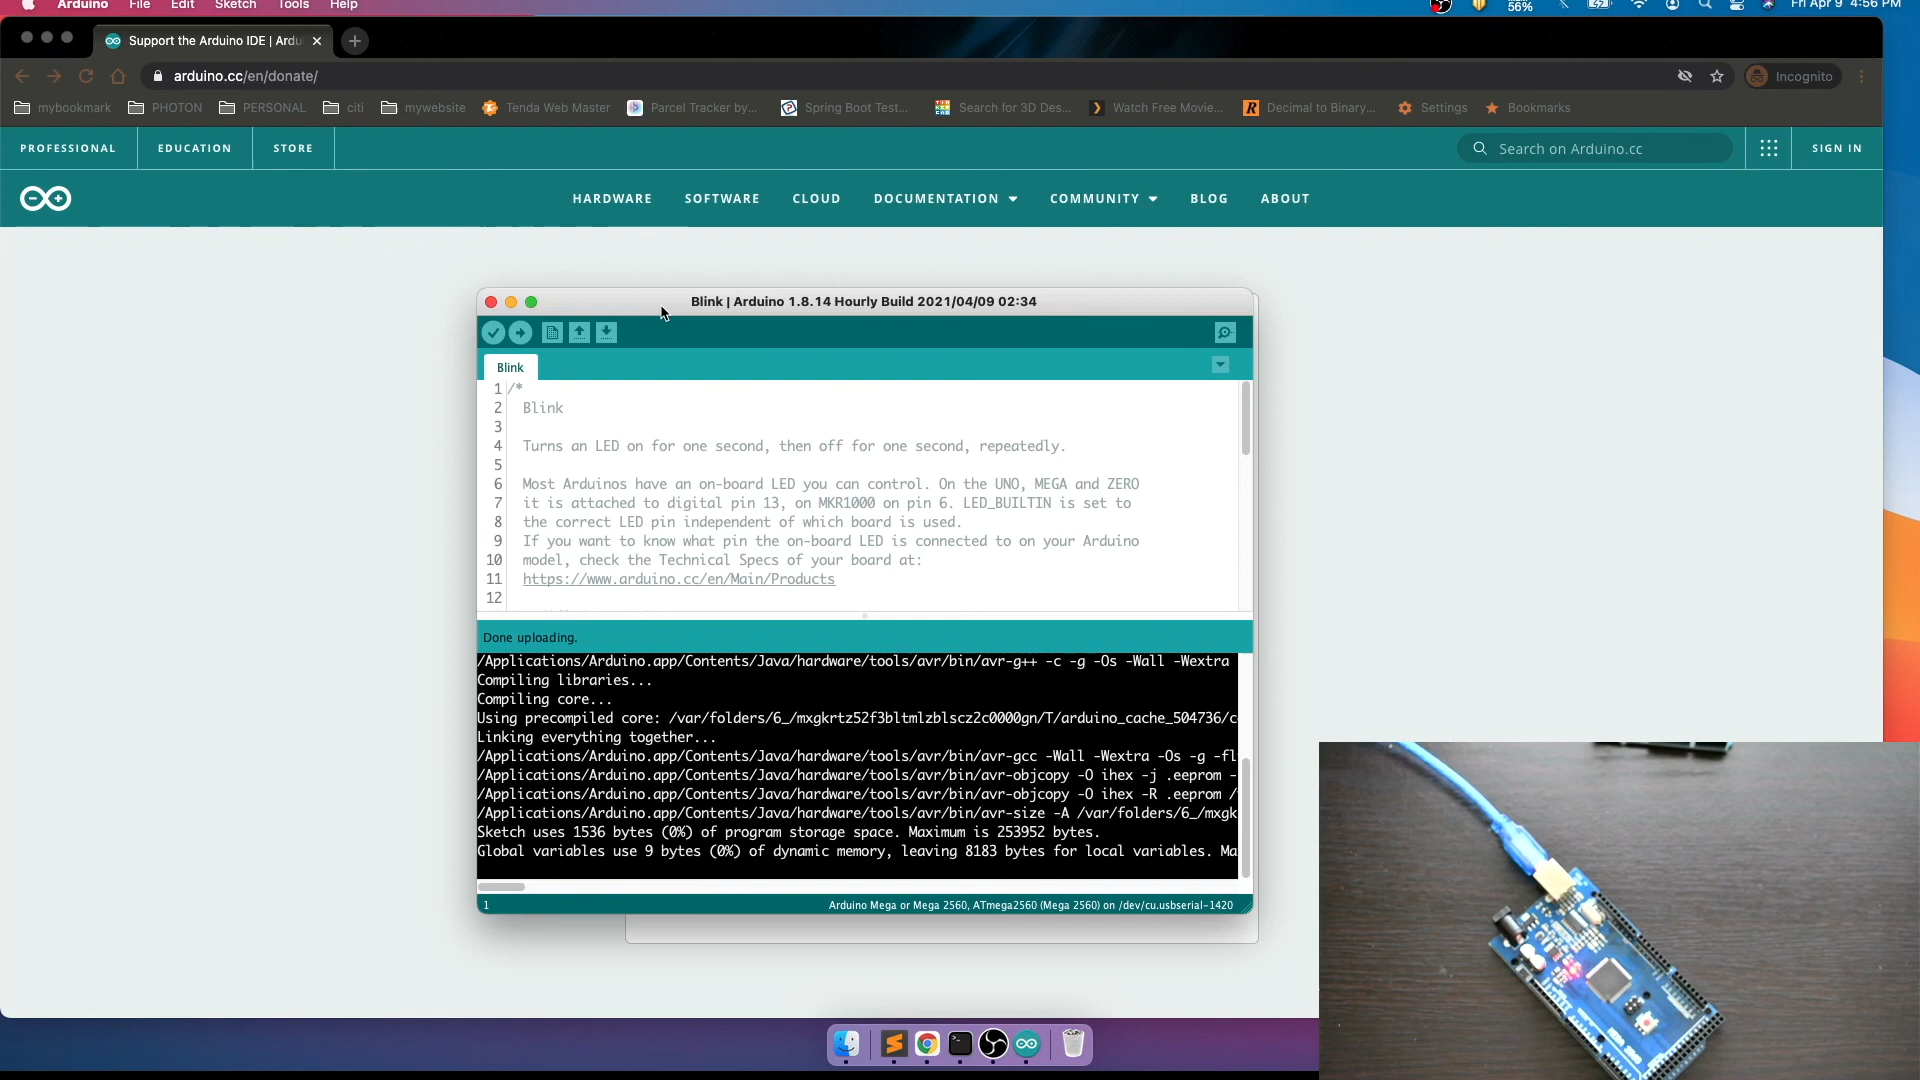 Arduino File Edit Sketch Tools Help 56% Fri Apr 9 4:56 PM
Support the Arduino IDE | Ardu
arduino.cc/en/donate/ Incognito
mybookmark PHOTON PERSONAL citi mywebsite Tenda Web Master Parcel Tracker by... Spring Boot Test... Search for 3D Des... Watch Free Movie... Decimal to Binary... Settings Bookmarks
PROFESSIONAL EDUCATION STORE Search on Arduino.cc SIGN IN
HARDWARE SOFTWARE CLOUD DOCUMENTATION COMMUNITY BLOG ABOUT
Blink | Arduino 1.8.14 Hourly Build 2021/04/09 02:34
Blink
1 /*
2 Blink
3
4 Turns an LED on for one second, then off for one second, repeatedly.
5
6 Most Arduinos have an on-board LED you can control. On the UNO, MEGA and ZERO
7 it is attached to digital pin 13, on MKR1000 on pin 6. LED_BUILTIN is set to
8 the correct LED pin independent of which board is used.
9 If you want to know what pin the on-board LED is connected to on your Arduino
10 model, check the Technical Specs of your board at:
11 https://www.arduino.cc/en/Main/Products
12
Done uploading.
/Applications/Arduino.app/Contents/Java/hardware/tools/avr/bin/avr-g++ -c -g -Os -Wall -Wextra
Compiling libraries...
Compiling core...
Using precompiled core: /var/folders/6_/mxgkrtz52f3bltmlzblscz2c0000gn/T/arduino_cache_504736/c
Linking everything together...
/Applications/Arduino.app/Contents/Java/hardware/tools/avr/bin/avr-gcc -Wall -Wextra -Os -g -fl
/Applications/Arduino.app/Contents/Java/hardware/tools/avr/bin/avr-objcopy -O ihex -j .eeprom -
/Applications/Arduino.app/Contents/Java/hardware/tools/avr/bin/avr-objcopy -O ihex -R .eeprom /
/Applications/Arduino.app/Contents/Java/hardware/tools/avr/bin/avr-size -A /var/folders/6_/mxgk
Sketch uses 1536 bytes (0%) of program storage space. Maximum is 253952 bytes.
Global variables use 9 bytes (0%) of dynamic memory, leaving 8183 bytes for local variables. Ma
1 Arduino Mega or Mega 2560, ATmega2560 (Mega 2560) on /dev/cu.usbserial-1420